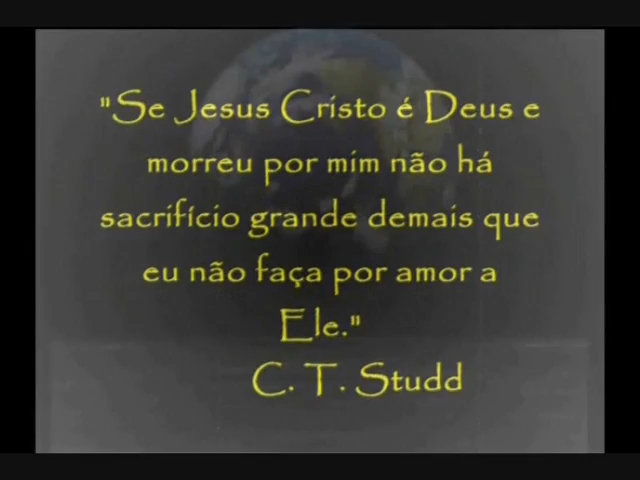 "Se Jesus Cristo é Deus e
morreu por mim não há
sacrifício grande demais que
eu não faça por amor a
Ele."
C. T. Studd